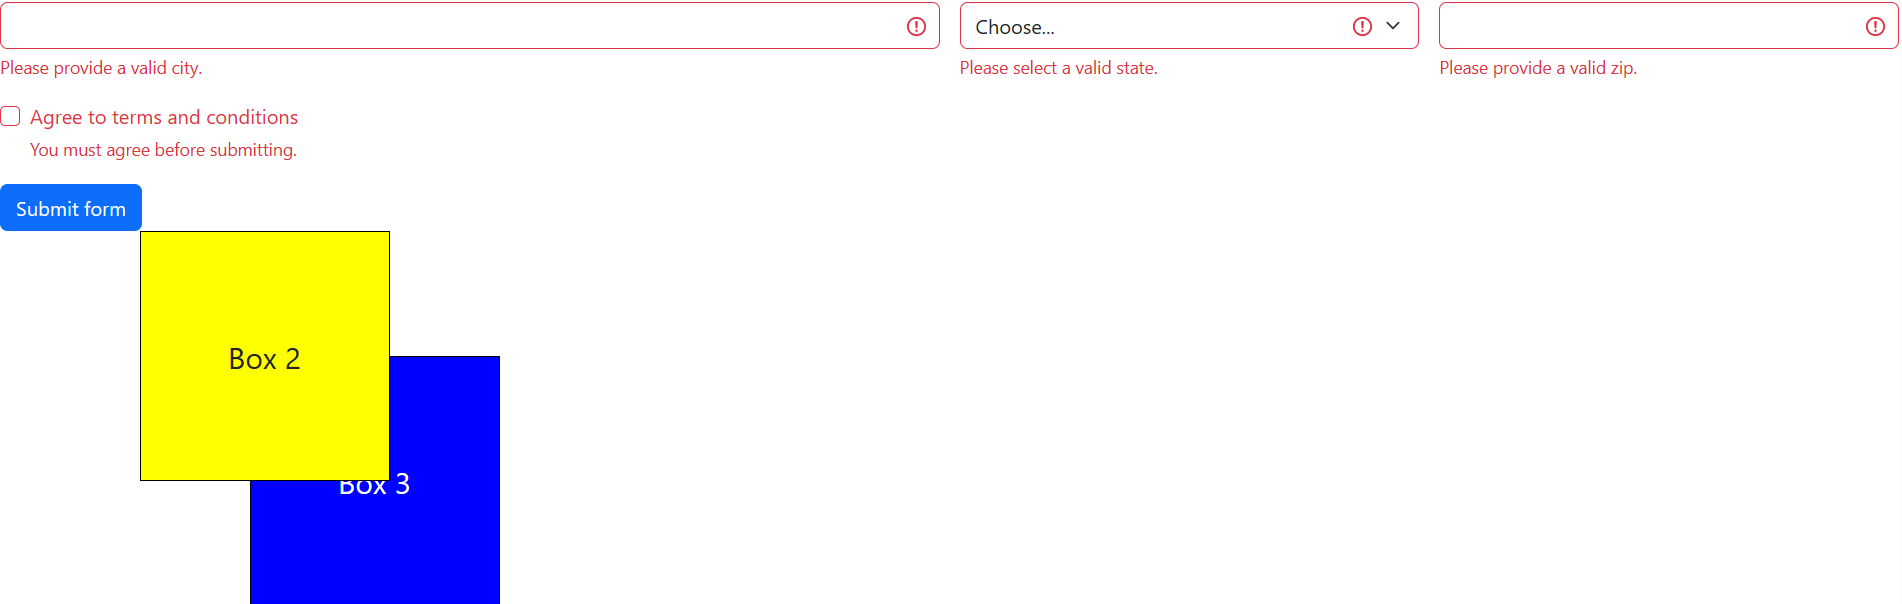 Choose...
Please provide a valid city.
Please select a valid state.
Please provide a valid zip.
Agree to terms and conditions
You must agree before submitting.
Submit form
Box 2
Box 3